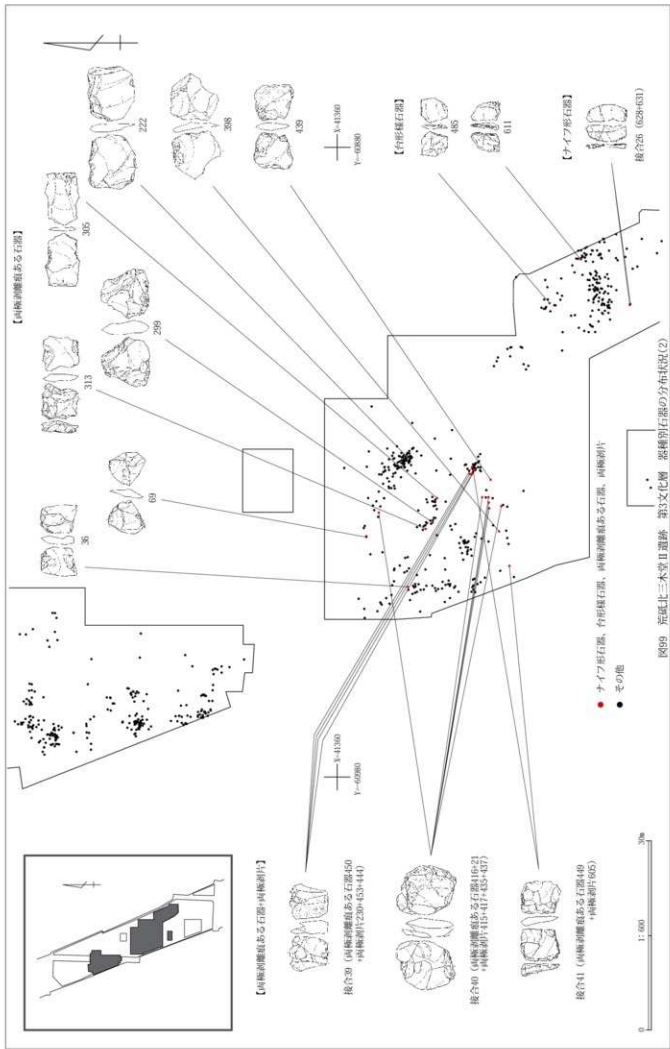 【両極剥離痕ある石器】
36
69
313
299
305
222
398
439
X=41360
Y=-60880
【台形様石器】
485
611
【ナイフ形石器】
接合26 (628+631)
【両極剥離痕ある石器+両極剥片】
接合39 (両極剥離痕ある石器450
+両極剥片230+453+444)
X=41360
Y=-60980
接合40 (両極剥離痕ある石器416+21
+両極剥片415+417+435+437)
接合41 (両極剥離痕ある石器449
+両極剥片605)
● ナイフ形石器、台形様石器、両極剥離痕ある石器、両極剥片
● その他
0
1:600
30m
図99 荒砥北三木堂Ⅱ遺跡 第3文化層 器種別石器の分布状況(2)